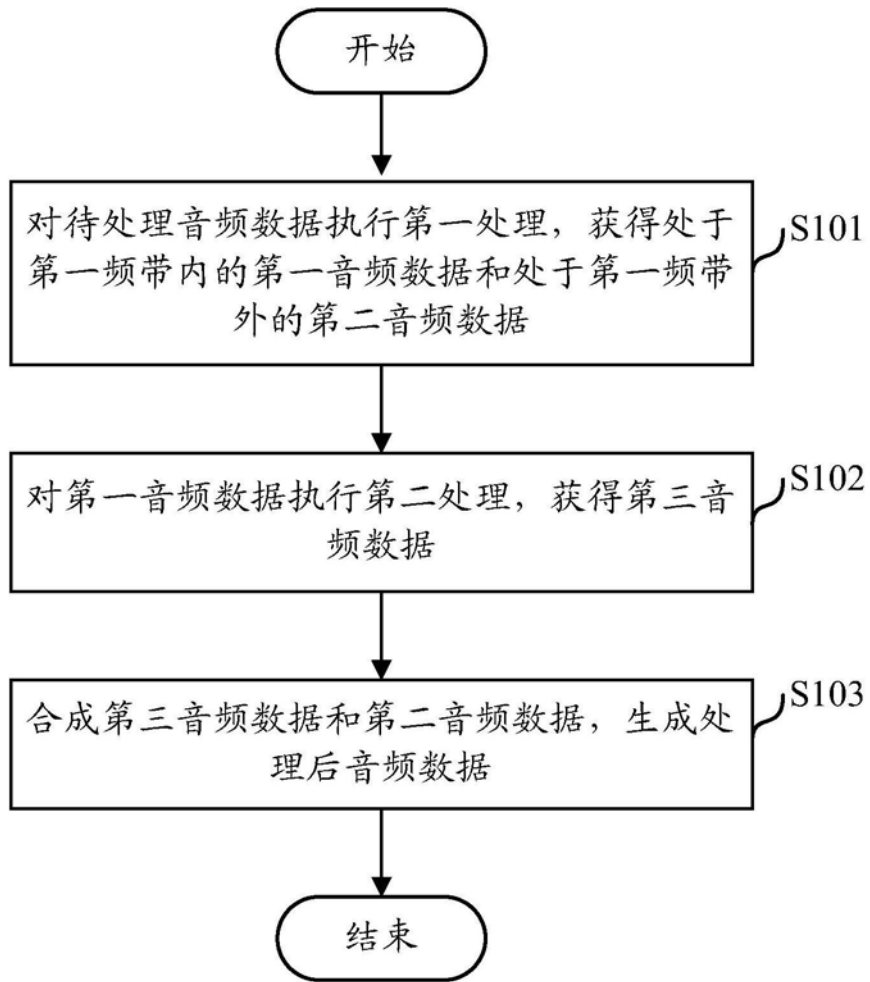 开始
对待处理音频数据执行第一处理，获得处于
第一频带内的第一音频数据和处于第一频带
外的第二音频数据
S101
对第一音频数据执行第二处理，获得第三音
频数据
S102
合成第三音频数据和第二音频数据，生成处
理后音频数据
S103
结束